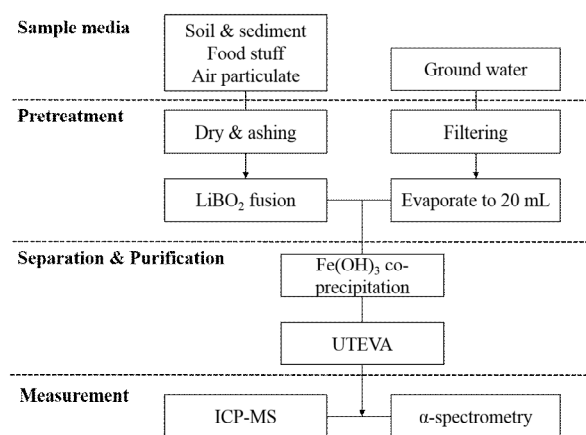 Sample media
Soil & sediment
Food stuff
Air particulate
Ground water
Pretreatment
Dry & ashing
Filtering
LiBO₂ fusion
Evaporate to 20 mL
Separation & Purification
Fe(OH)₃ co-
precipitation
UTEVA
Measurement
ICP-MS
α-spectrometry